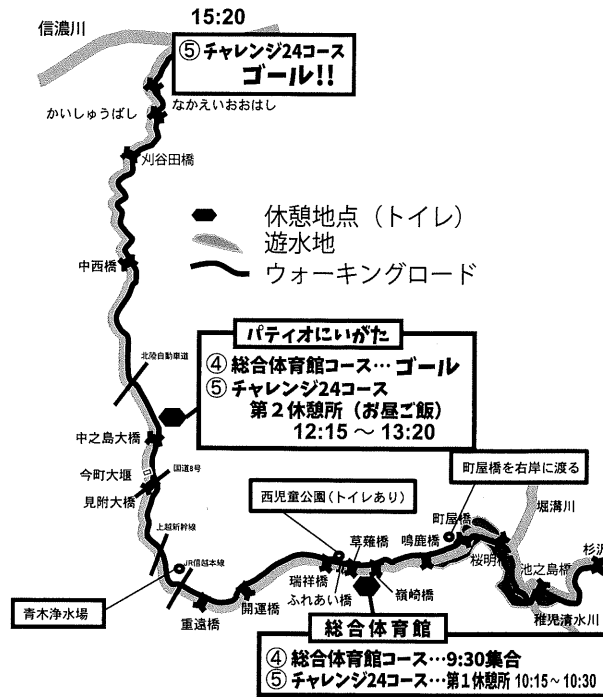 信濃川
15:20
⑤ チャレンジ24コース
ゴール!!
なかえいおおはし
かいしゅうばし
刈谷田橋
休憩地点（トイレ）
遊水地
ウォーキングロード
中西橋
北陸自動車道
パティオにいがた
④ 総合体育館コース…ゴール
⑤ チャレンジ24コース
第２休憩所（お昼ご飯）
12:15 ～ 13:20
中之島大橋
今町大堰
国道8号
見附大橋
町屋橋を右岸に渡る
西児童公園（トイレあり）
町屋橋
堀溝川
上越新幹線
草薙橋
鳴鹿橋
杉沢
JR信越本線
瑞祥橋
桜明橋
池之島橋
ふれあい橋
嶺崎橋
青木浄水場
開運橋
重遠橋
稚児清水川
総合体育館
④ 総合体育館コース…9:30集合
⑤ チャレンジ24コース…第１休憩所 10:15～10:30